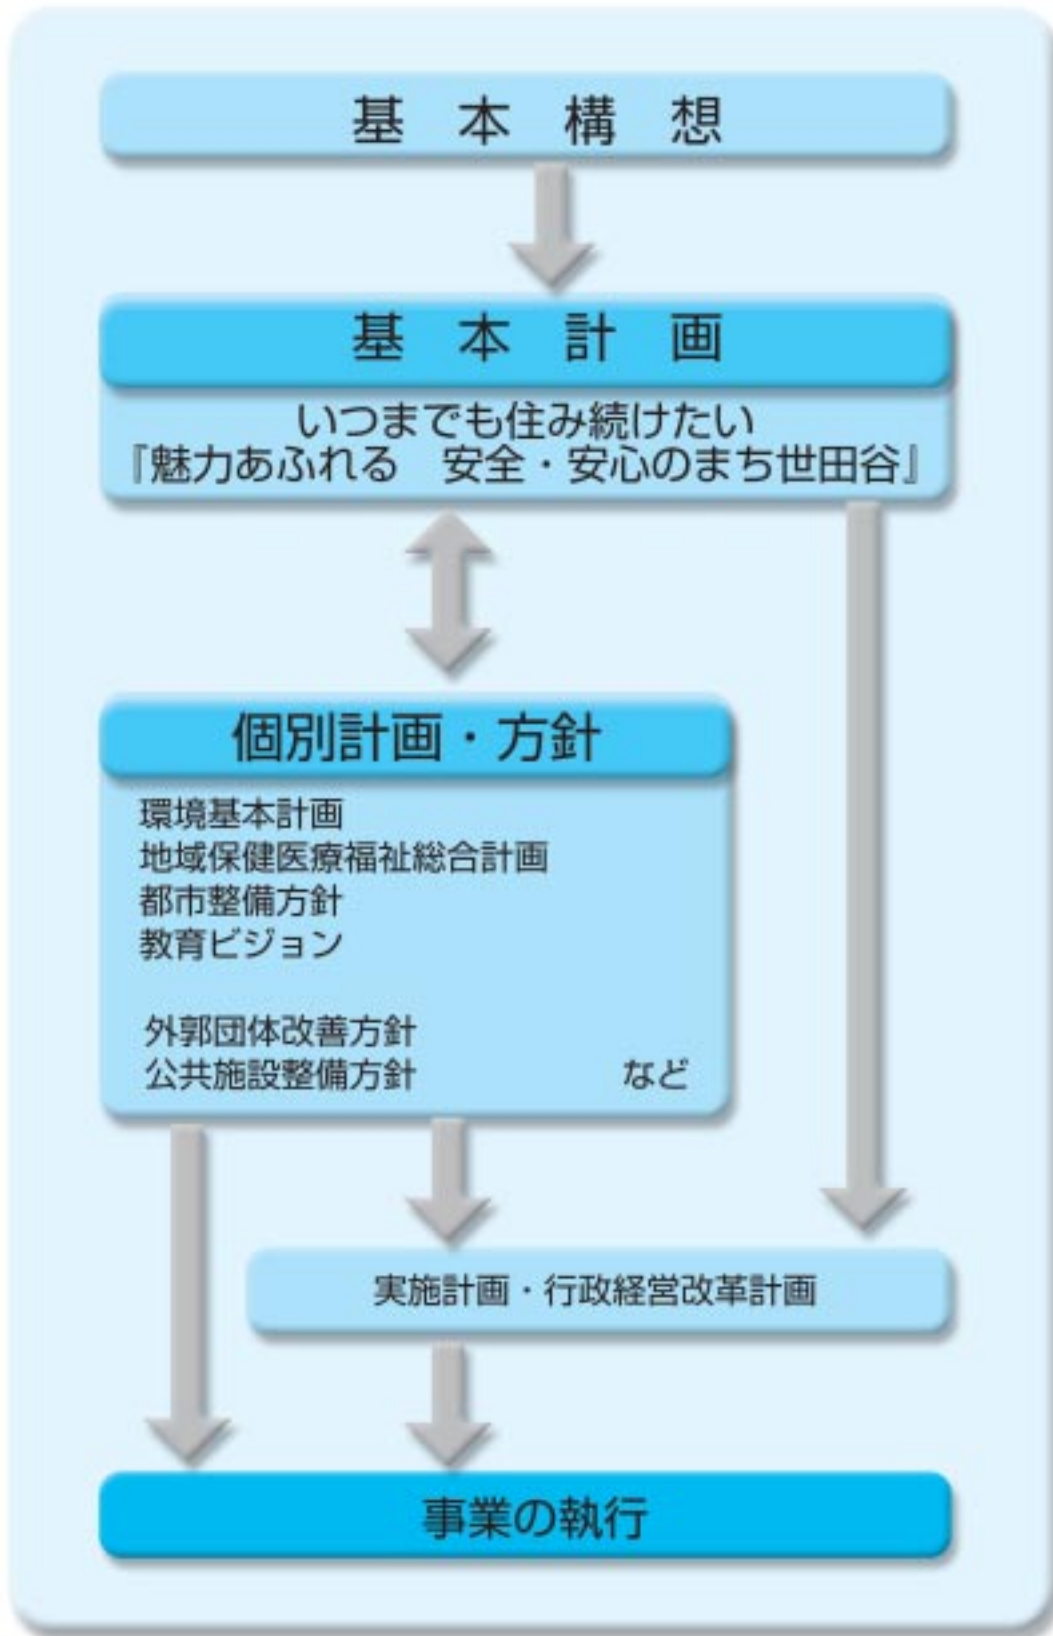 基　本　構　想
基　本　計　画
いつまでも住み続けたい
『魅力あふれる　安全・安心のまち世田谷』
個別計画・方針
環境基本計画
地域保健医療福祉総合計画
都市整備方針
教育ビジョン
外郭団体改善方針
公共施設整備方針　　　　　　など
実施計画・行政経営改革計画
事業の執行